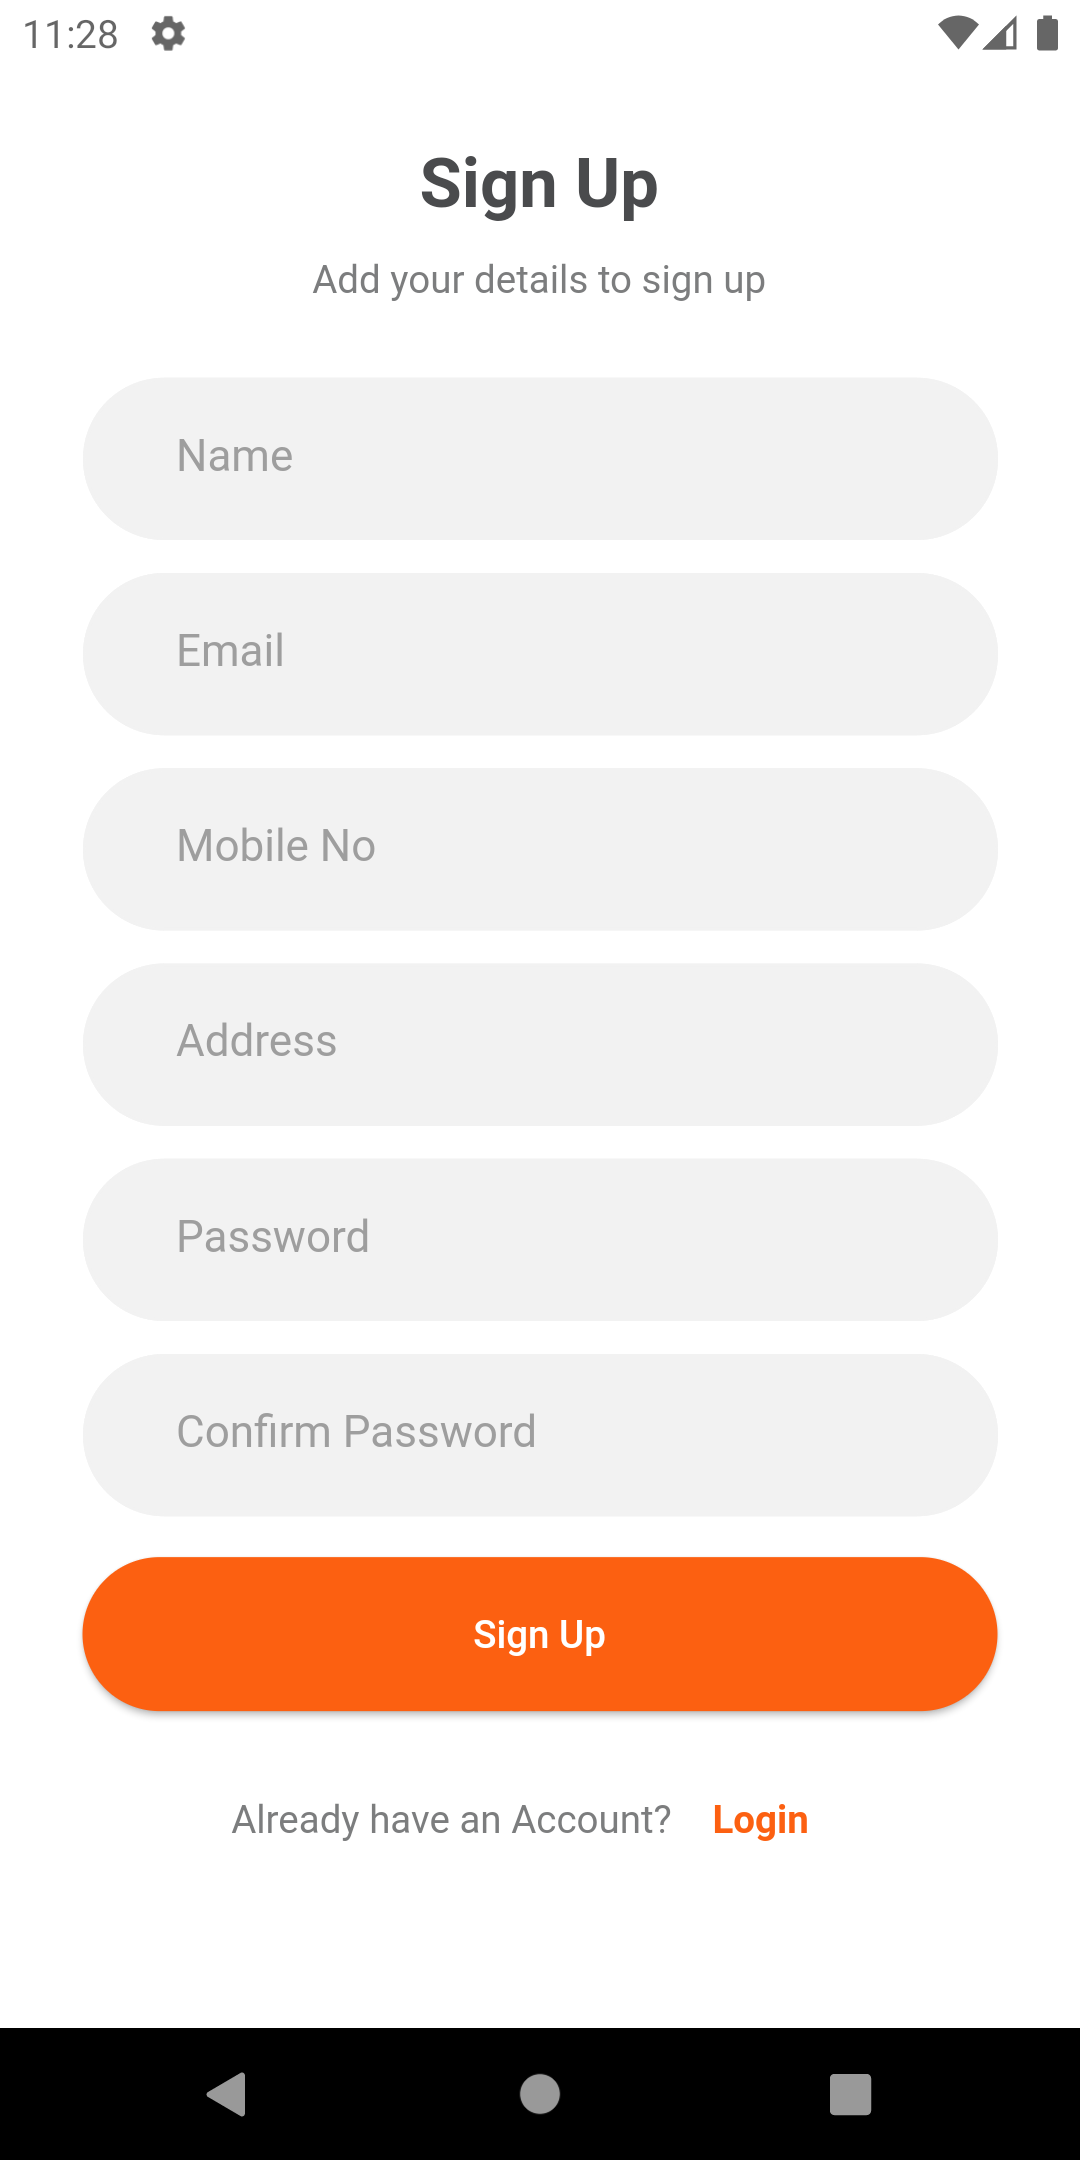 11:28
Sign Up
Add your details to sign up
Name
Email
Mobile No
Address
Password
Confirm Password
Sign Up
Already have an Account? Login